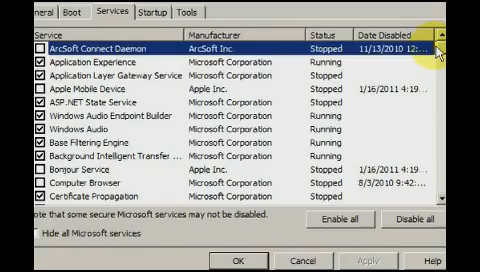 neral Boot Services Startup Tools
Service Manufacturer Status Date Disabled
ArcSoft Connect Daemon ArcSoft Inc. Stopped 11/13/2010 12:...
Application Experience Microsoft Corporation Running
Application Layer Gateway Service Microsoft Corporation Stopped
Apple Mobile Device Apple Inc. Stopped 1/16/2011 4:19...
ASP.NET State Service Microsoft Corporation Stopped
Windows Audio Endpoint Builder Microsoft Corporation Running
Windows Audio Microsoft Corporation Running
Base Filtering Engine Microsoft Corporation Running
Background Intelligent Transfer ... Microsoft Corporation Running
Bonjour Service Apple Inc. Stopped 1/16/2011 4:19...
Computer Browser Microsoft Corporation Stopped 8/3/2010 9:42...
Certificate Propagation Microsoft Corporation Stopped
ote that some secure Microsoft services may not be disabled.
Enable all Disable all
Hide all Microsoft services
OK Cancel Apply Help